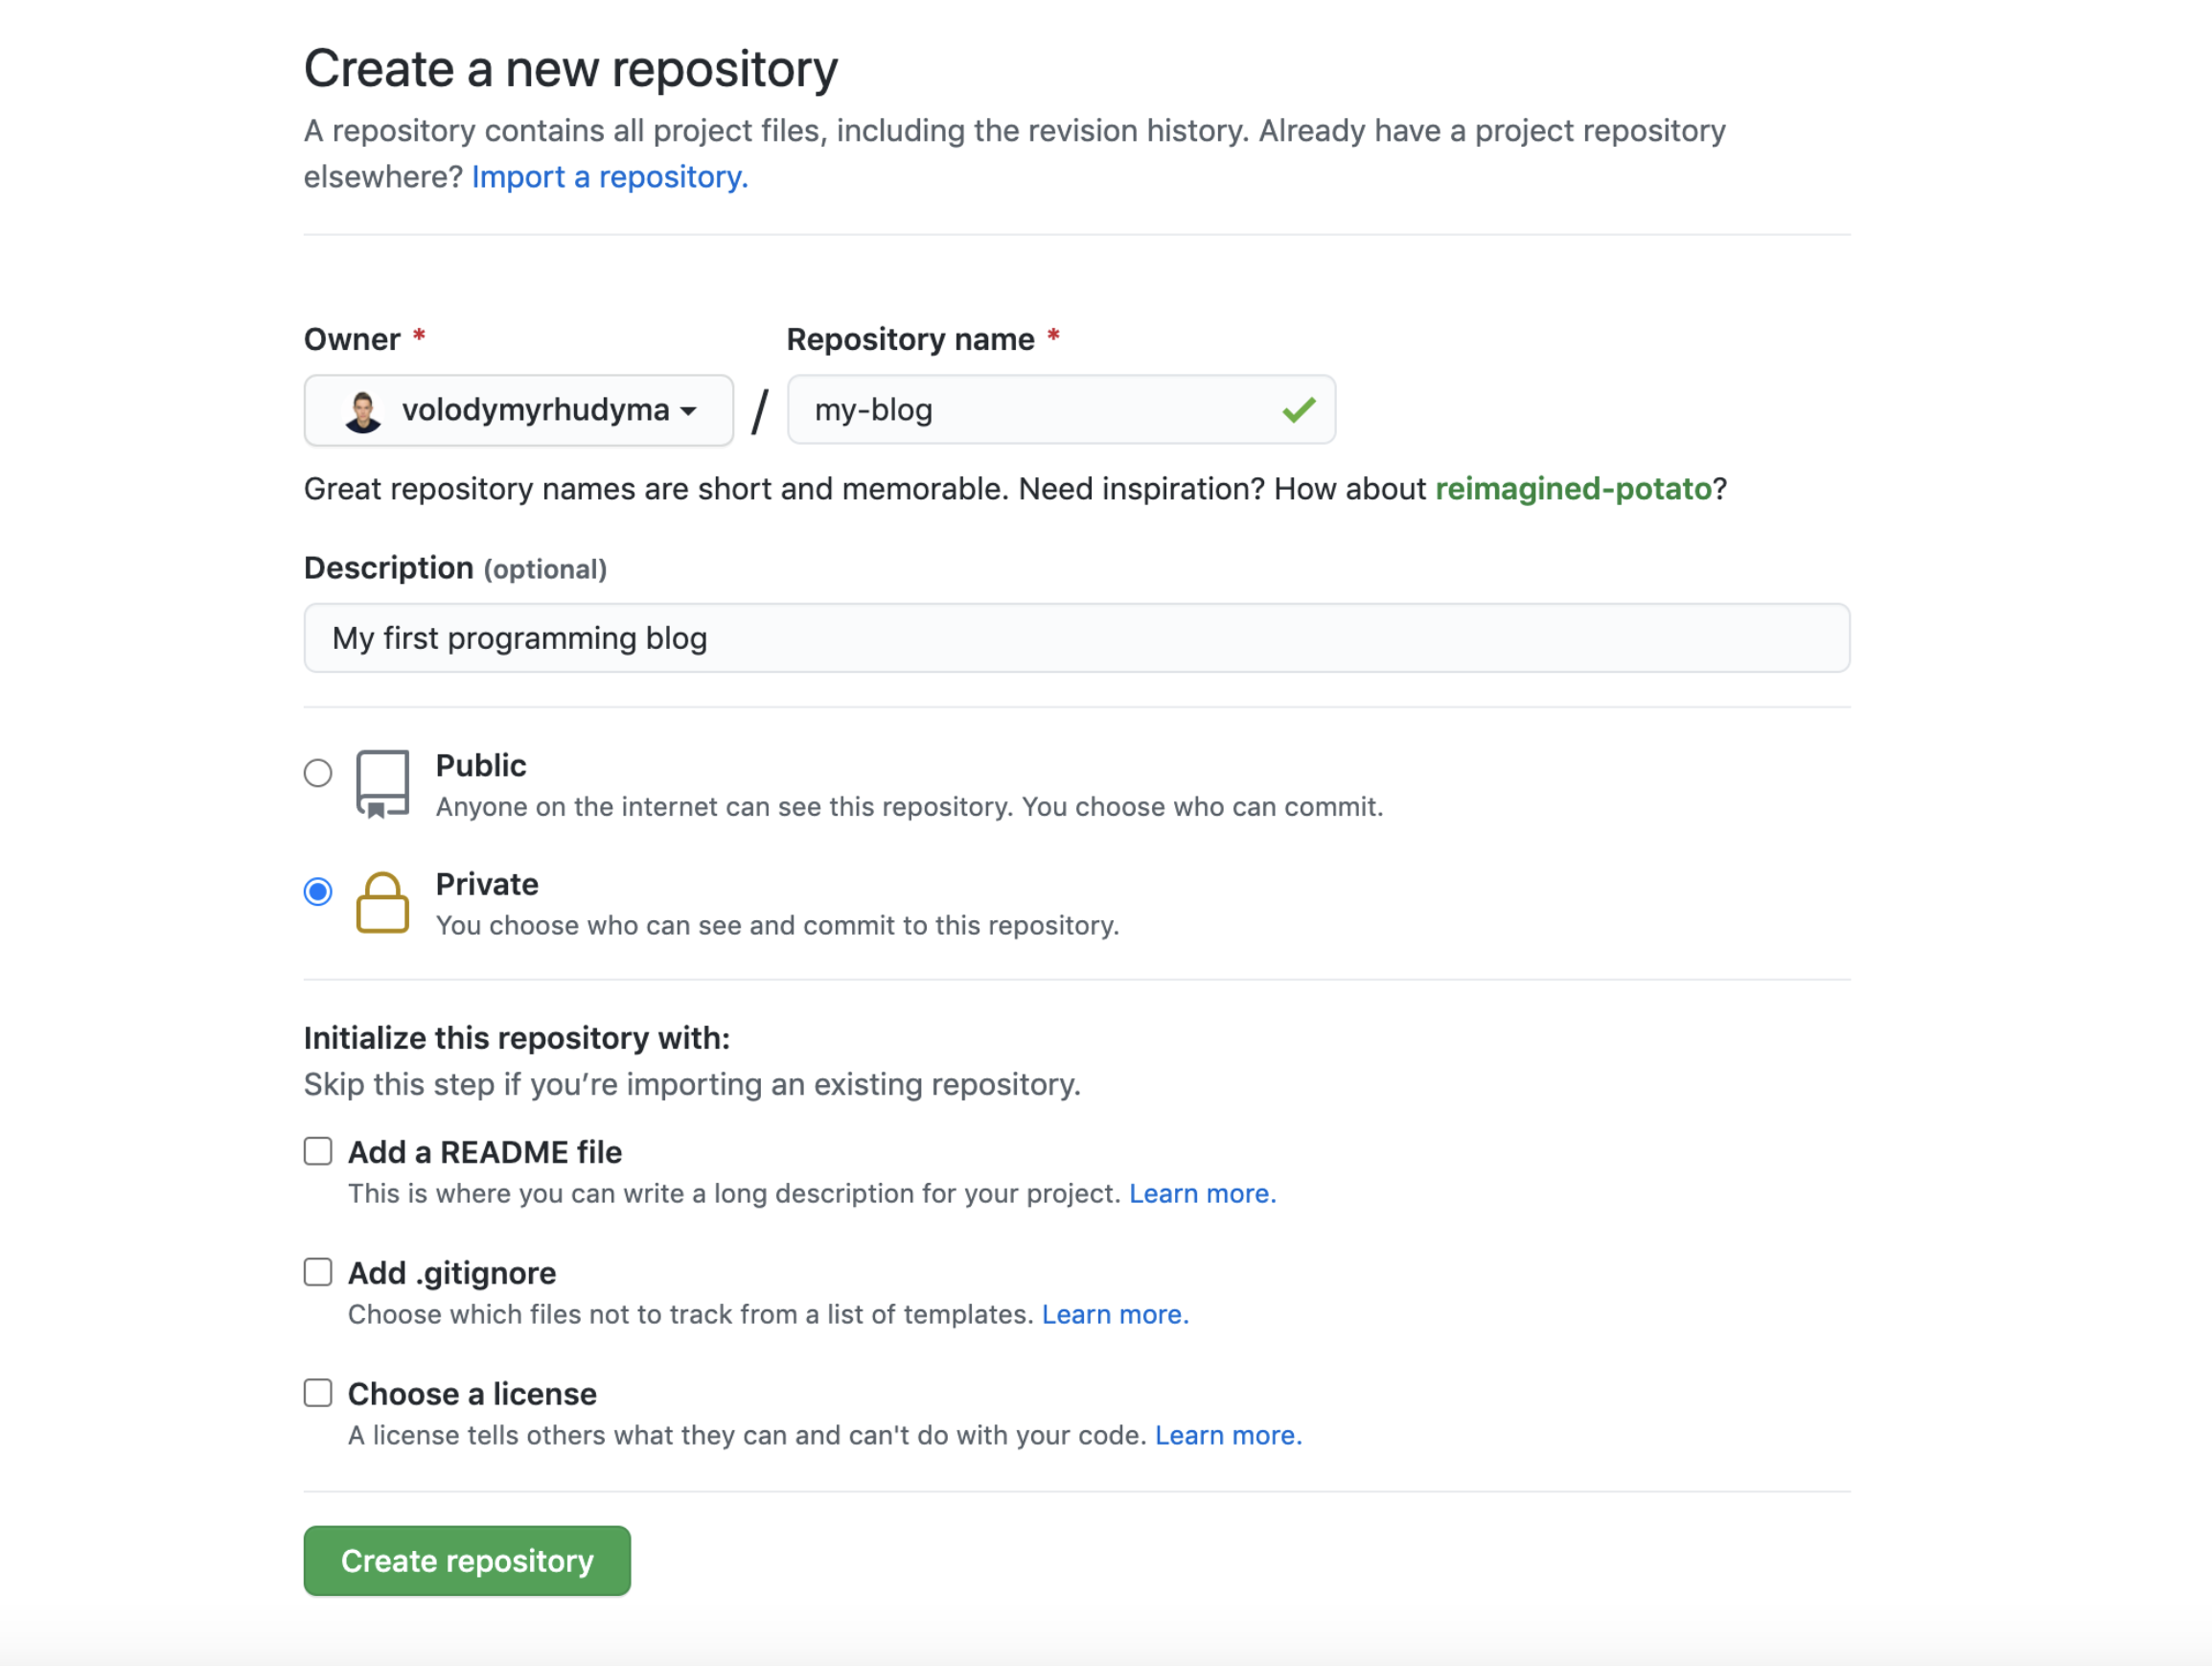 Create a new repository
A repository contains all project files, including the revision history. Already have a project repository
elsewhere? Import a repository.
Owner * Repository name *
volodymyrhudyma / my-blog
Great repository names are short and memorable. Need inspiration? How about reimagined-potato?
Description (optional)
My first programming blog
Public
Anyone on the internet can see this repository. You choose who can commit.
Private
You choose who can see and commit to this repository.
Initialize this repository with:
Skip this step if you’re importing an existing repository.
Add a README file
This is where you can write a long description for your project. Learn more.
Add .gitignore
Choose which files not to track from a list of templates. Learn more.
Choose a license
A license tells others what they can and can't do with your code. Learn more.
Create repository